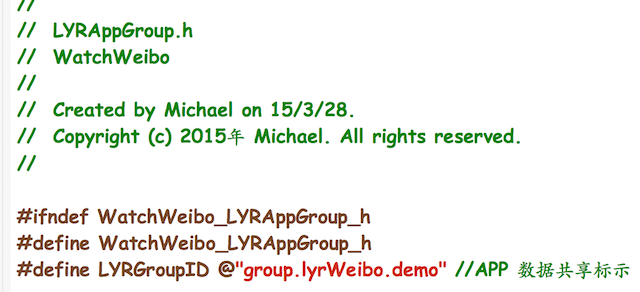 //
// LYRAppGroup.h
// WatchWeibo
//
// Created by Michael on 15/3/28.
// Copyright (c) 2015年 Michael. All rights reserved.
//
#ifndef WatchWeibo_LYRAppGroup_h
#define WatchWeibo_LYRAppGroup_h
#define LYRGroupID @"group.lyrWeibo.demo" //APP 数据共享标示